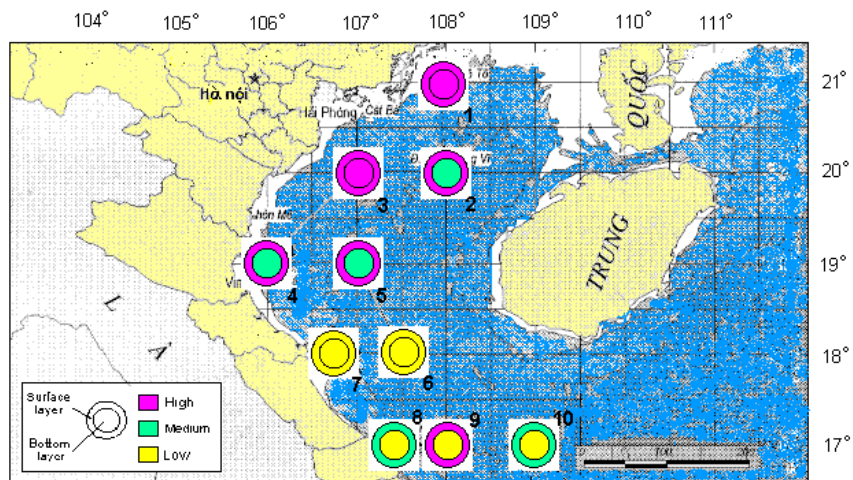 104° 105° 106° 107° 108° 109° 110° 111°
21°
20°
19°
18°
17°
Hà nội
Hải Phòng
Cát Bà
QUỐC
TRUNG
L À
1
2
3
4
5
6
7
8
9
10
Surface
layer
Bottom
layer
High
Medium
LOW
100